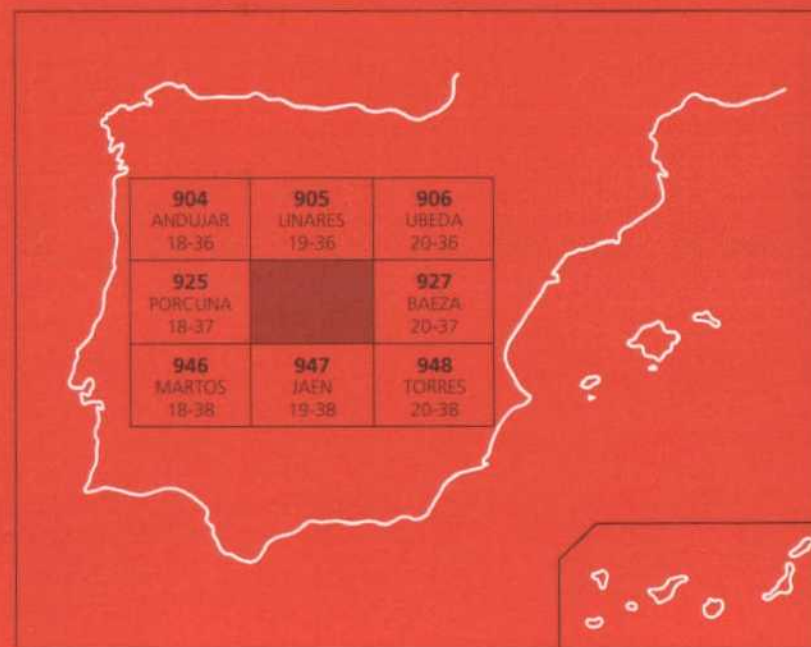 904
ANDUJAR
18-36
905
LINARES
19-36
906
UBEDA
20-36
925
PORCUNA
18-37
927
BAEZA
20-37
946
MARTOS
18-38
947
JAEN
19-38
948
TORRES
20-38